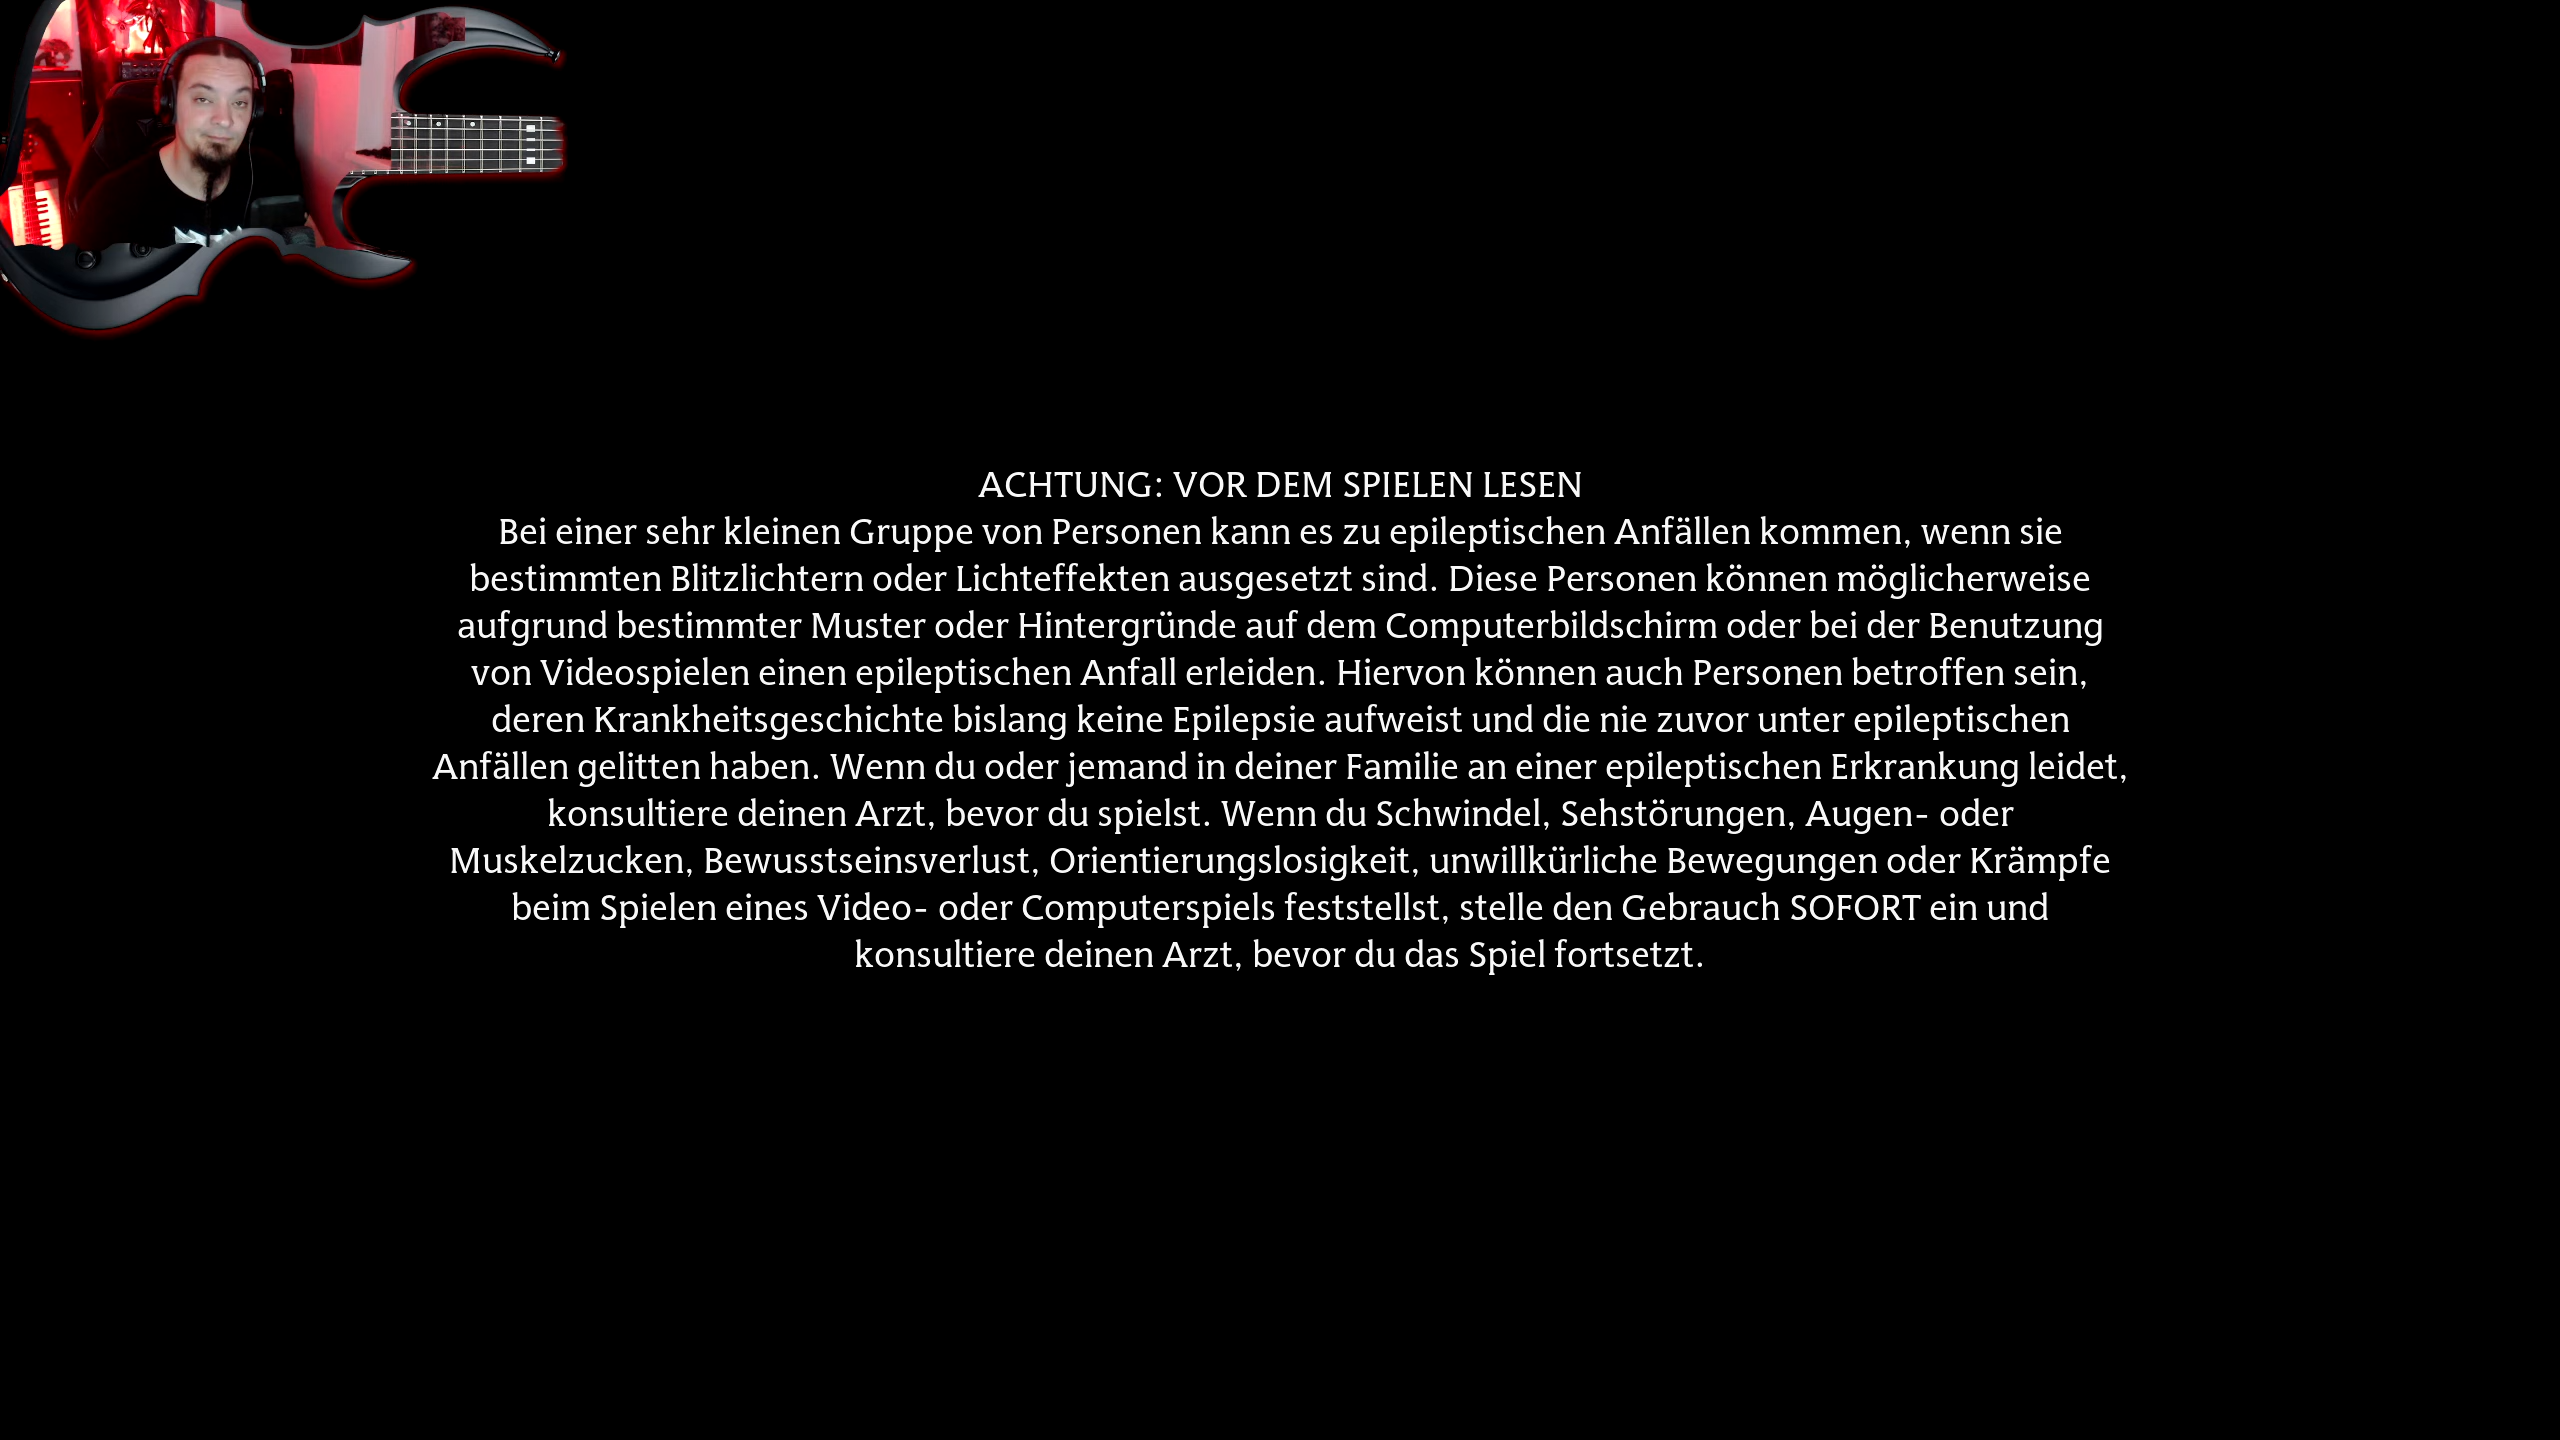 ACHTUNG: VOR DEM SPIELEN LESEN
Bei einer sehr kleinen Gruppe von Personen kann es zu epileptischen Anfällen kommen, wenn sie
bestimmten Blitzlichtern oder Lichteffekten ausgesetzt sind. Diese Personen können möglicherweise
aufgrund bestimmter Muster oder Hintergründe auf dem Computerbildschirm oder bei der Benutzung
von Videospielen einen epileptischen Anfall erleiden. Hiervon können auch Personen betroffen sein,
deren Krankheitsgeschichte bislang keine Epilepsie aufweist und die nie zuvor unter epileptischen
Anfällen gelitten haben. Wenn du oder jemand in deiner Familie an einer epileptischen Erkrankung leidet,
konsultiere deinen Arzt, bevor du spielst. Wenn du Schwindel, Sehstörungen, Augen- oder
Muskelzucken, Bewusstseinsverlust, Orientierungslosigkeit, unwillkürliche Bewegungen oder Krämpfe
beim Spielen eines Video- oder Computerspiels feststellst, stelle den Gebrauch SOFORT ein und
konsultiere deinen Arzt, bevor du das Spiel fortsetzt.